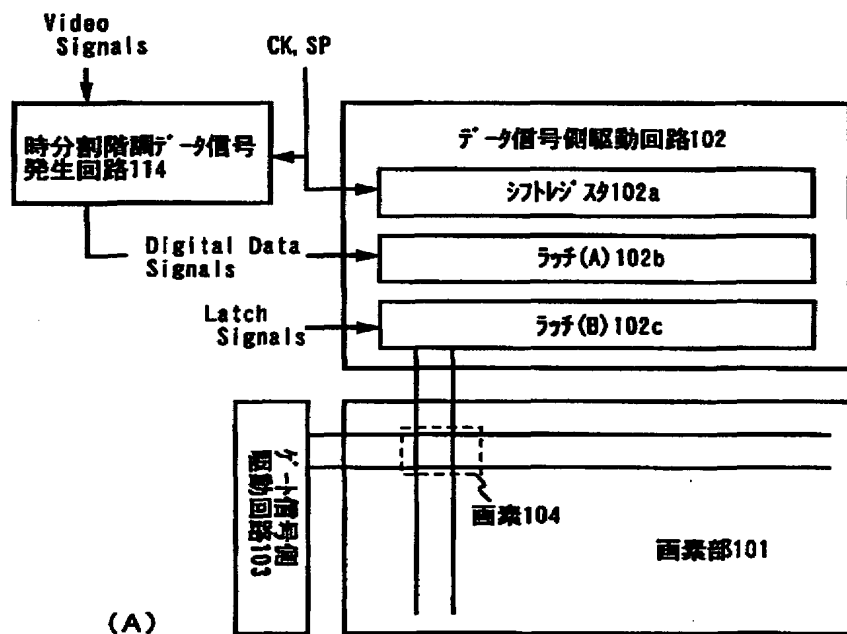 Video
Signals
CK, SP
時分割階調データ信号
発生回路114
データ信号側駆動回路102
シフトレジスタ102a
Digital Data
Signals
ラッチ(A)102b
Latch
Signals
ラッチ(B)102c
ゲート信号側
駆動回路103
画素104
画素部101
(A)